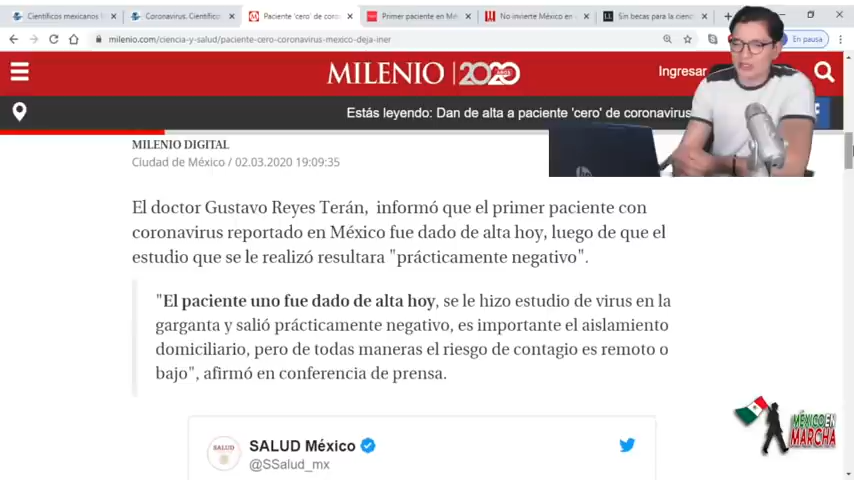 Científicos mexicanos
Coronavirus. Científic
Paciente 'cero' de coro
Primer paciente en Mé
No invierte México en
Sin becas para la cienc
milenio.com/ciencia-y-salud/paciente-cero-coronavirus-mexico-deja-iner
En pausa
MILENIO 2020
Ingresar
Estás leyendo: Dan de alta a paciente 'cero' de coronavirus
MILENIO DIGITAL
Ciudad de México / 02.03.2020 19:09:35
El doctor Gustavo Reyes Terán, informó que el primer paciente con
coronavirus reportado en México fue dado de alta hoy, luego de que el
estudio que se le realizó resultara "prácticamente negativo".
"El paciente uno fue dado de alta hoy, se le hizo estudio de virus en la
garganta y salió prácticamente negativo, es importante el aislamiento
domiciliario, pero de todas maneras el riesgo de contagio es remoto o
bajo", afirmó en conferencia de prensa.
SALUD
SALUD México
@SSalud_mx
MÉXICO EN
MARCHA
hp